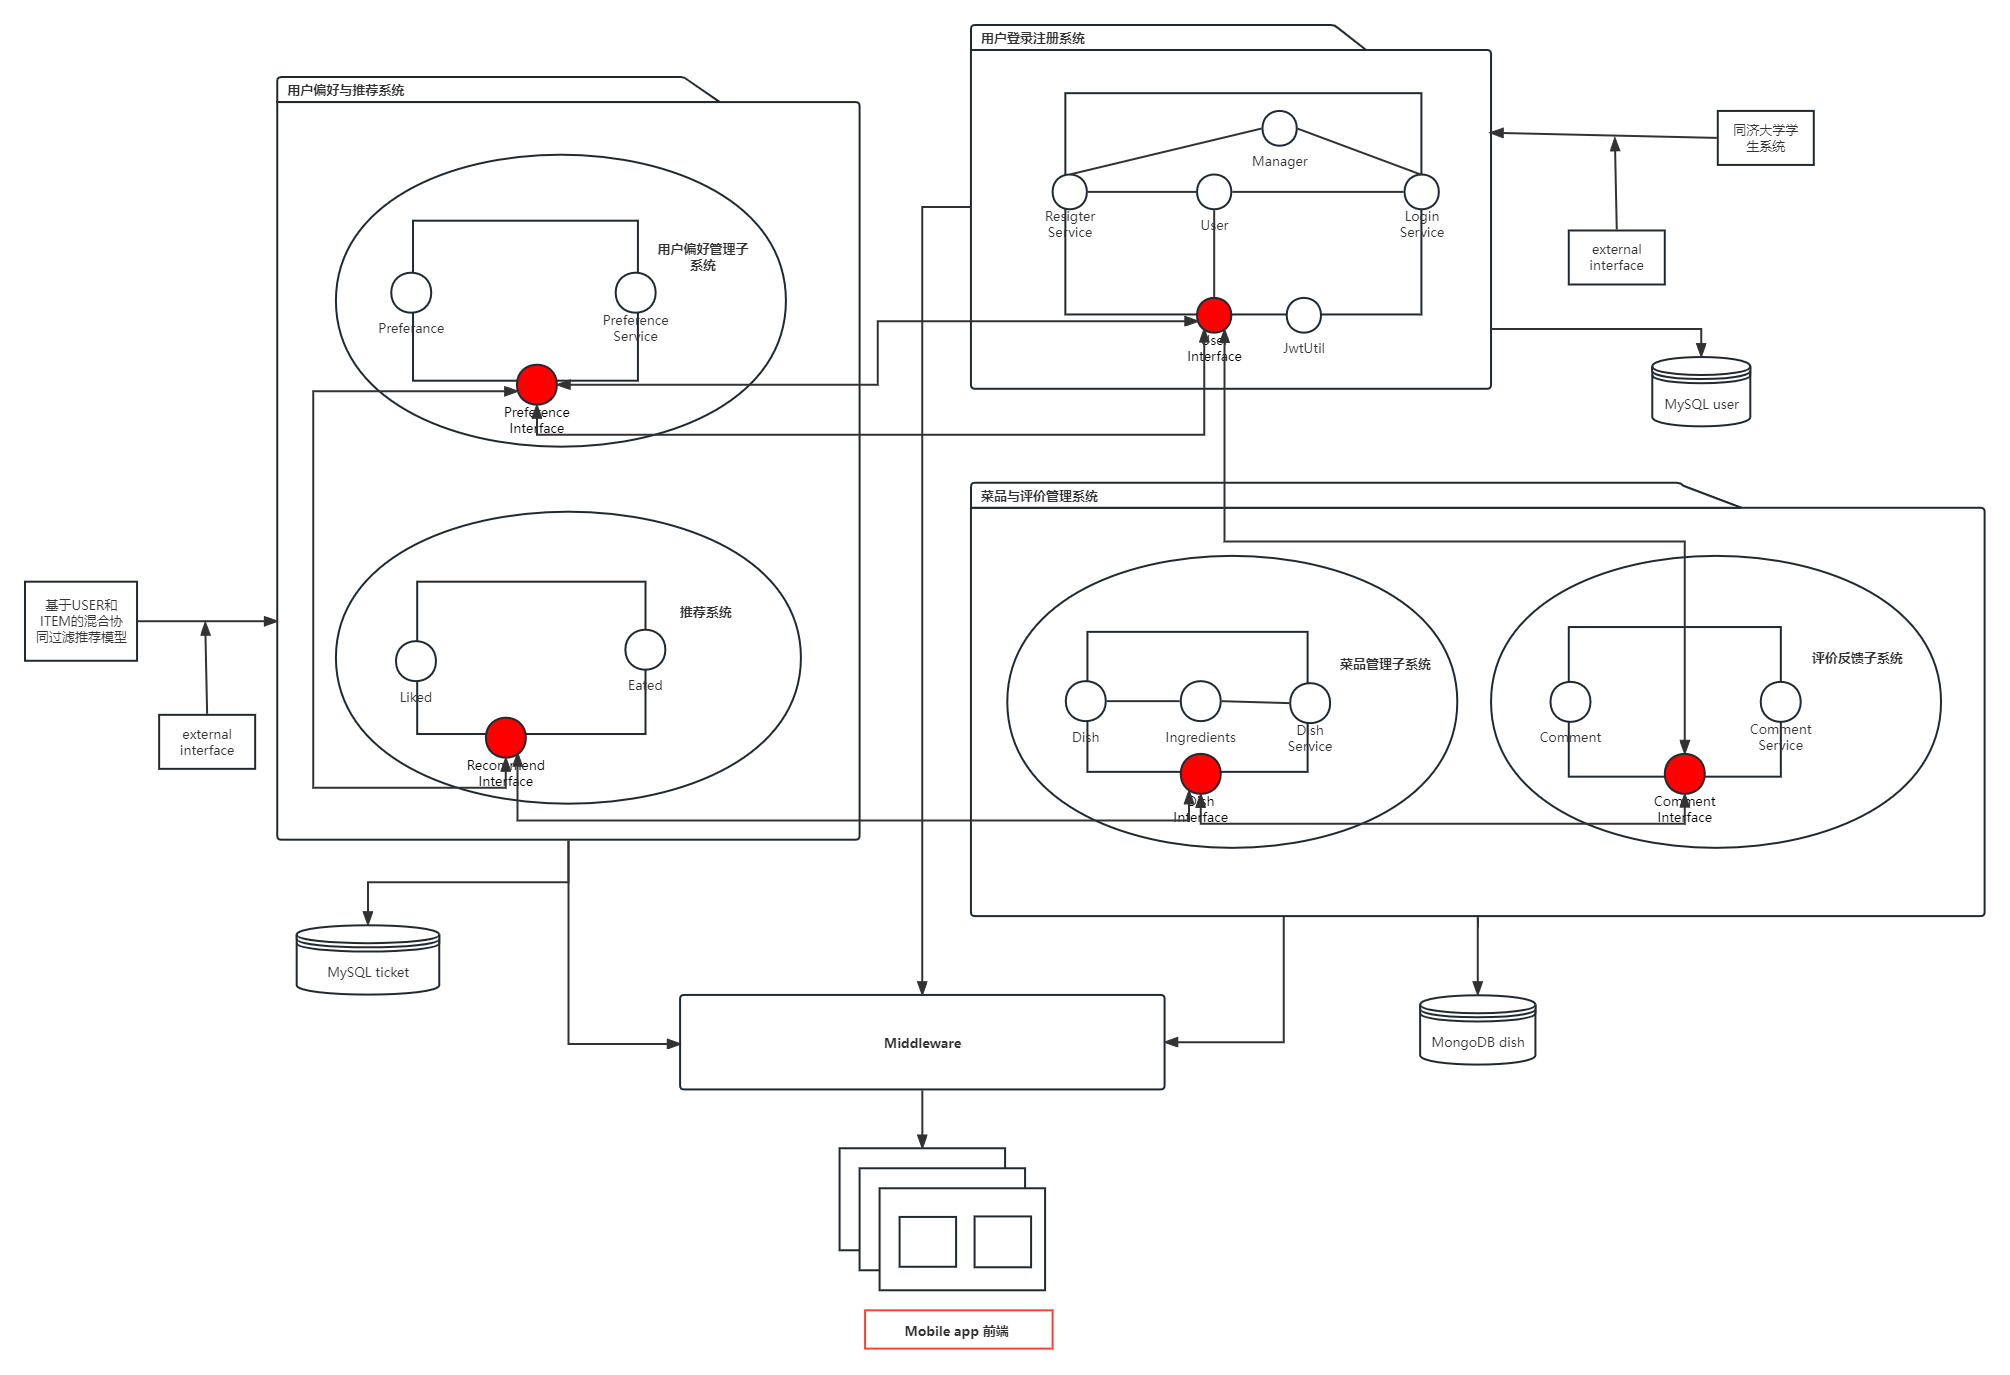 用户登录注册系统
用户偏好与推荐系统
Manager
Resigter
Service
User
Login
Service
User
Interface
JwtUtil
同济大学学
生系统
external
interface
MySQL user
用户偏好管理子
系统
Preferance
Preference
Service
Preference
Interface
菜品与评价管理系统
基于USER和
ITEM的混合协
同过滤推荐模型
external
interface
推荐系统
Liked
Eated
Recommend
Interface
菜品管理子系统
Dish
Ingredients
Dish
Service
Dish
Interface
评价反馈子系统
Comment
Comment
Service
Comment
Interface
MySQL ticket
Middleware
MongoDB dish
Mobile app 前端